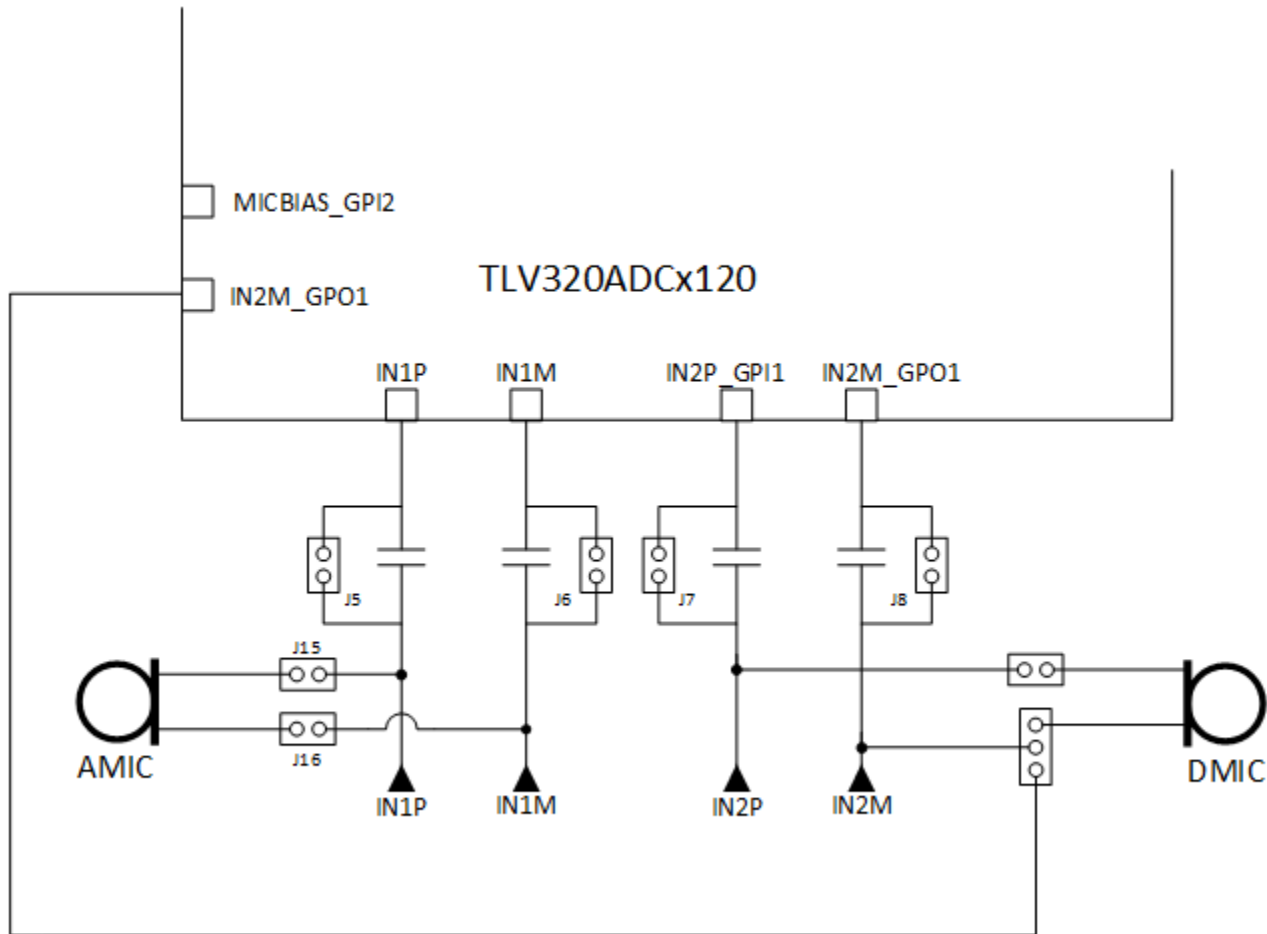 MICBIAS_GPI2
TLV320ADCx120
IN2M_GPO1
IN1P
IN1M
IN2P_GPI1
IN2M_GPO1
J5
J6
J7
J8
J15
J16
AMIC
DMIC
IN1P
IN1M
IN2P
IN2M